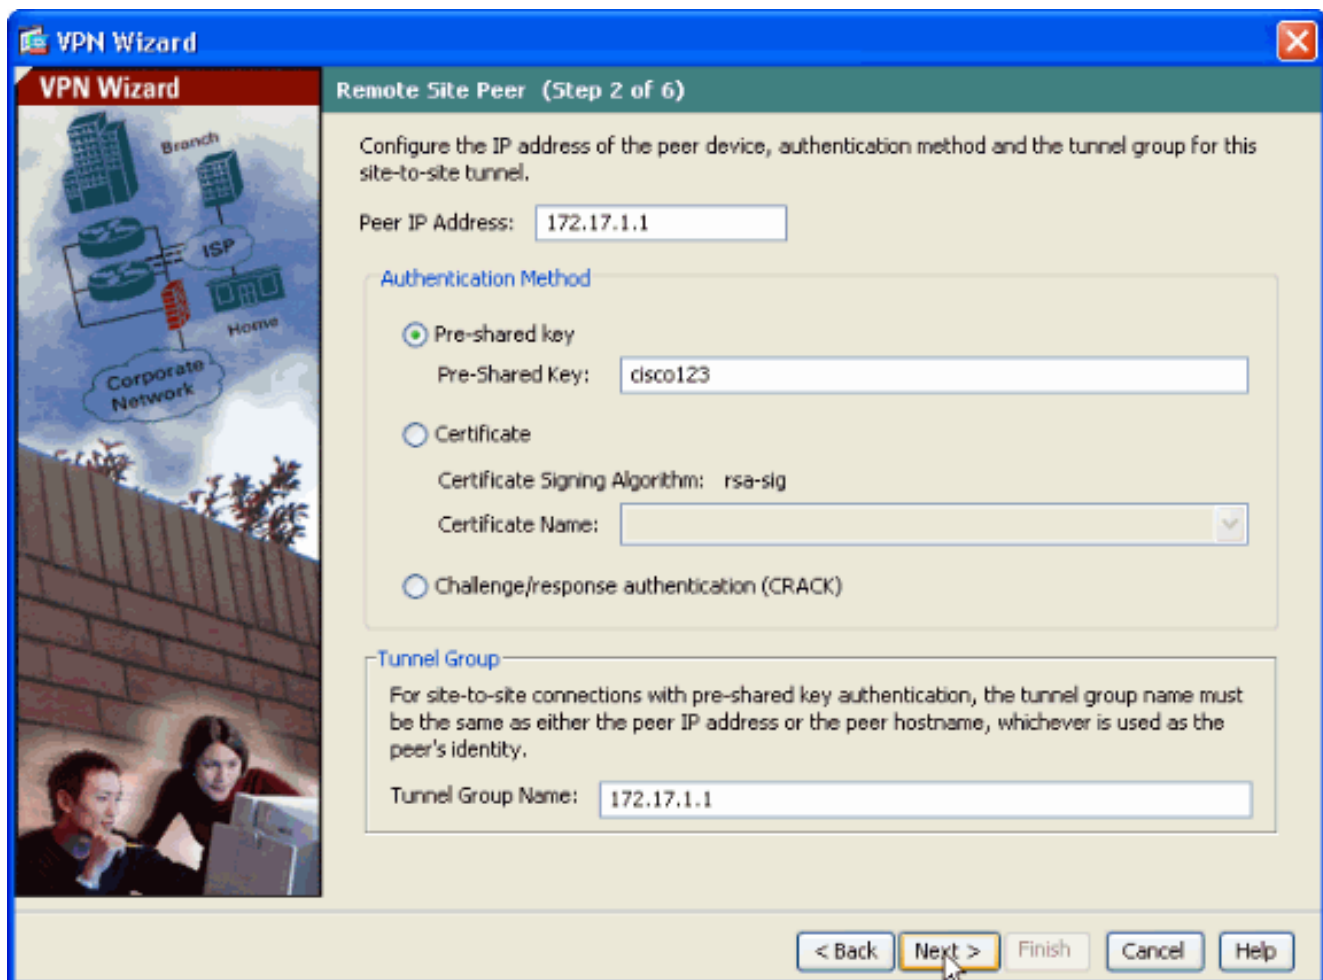 VPN Wizard
VPN Wizard
Branch
ISP
Home
Corporate
Network
Remote Site Peer (Step 2 of 6)
Configure the IP address of the peer device, authentication method and the tunnel group for this
site-to-site tunnel.
Peer IP Address: 172.17.1.1
Authentication Method
Pre-shared key
Pre-Shared Key: cisco123
Certificate
Certificate Signing Algorithm: rsa-sig
Certificate Name:
Challenge/response authentication (CRACK)
Tunnel Group
For site-to-site connections with pre-shared key authentication, the tunnel group name must
be the same as either the peer IP address or the peer hostname, whichever is used as the
peer's identity.
Tunnel Group Name: 172.17.1.1
< Back Next > Finish Cancel Help